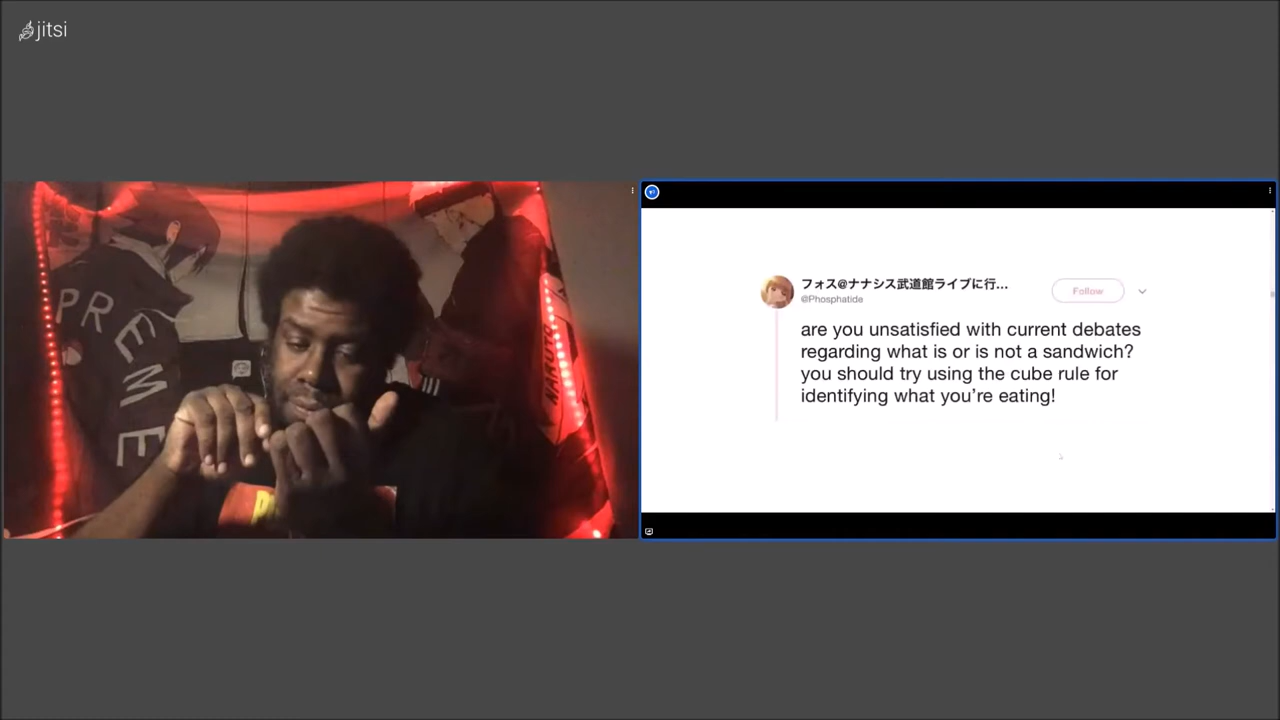 jitsi
PREME
NARUTO
フォス@ナナシス武道館ライブに行...
@Phosphatide
Follow
are you unsatisfied with current debates
regarding what is or is not a sandwich?
you should try using the cube rule for
identifying what you're eating!